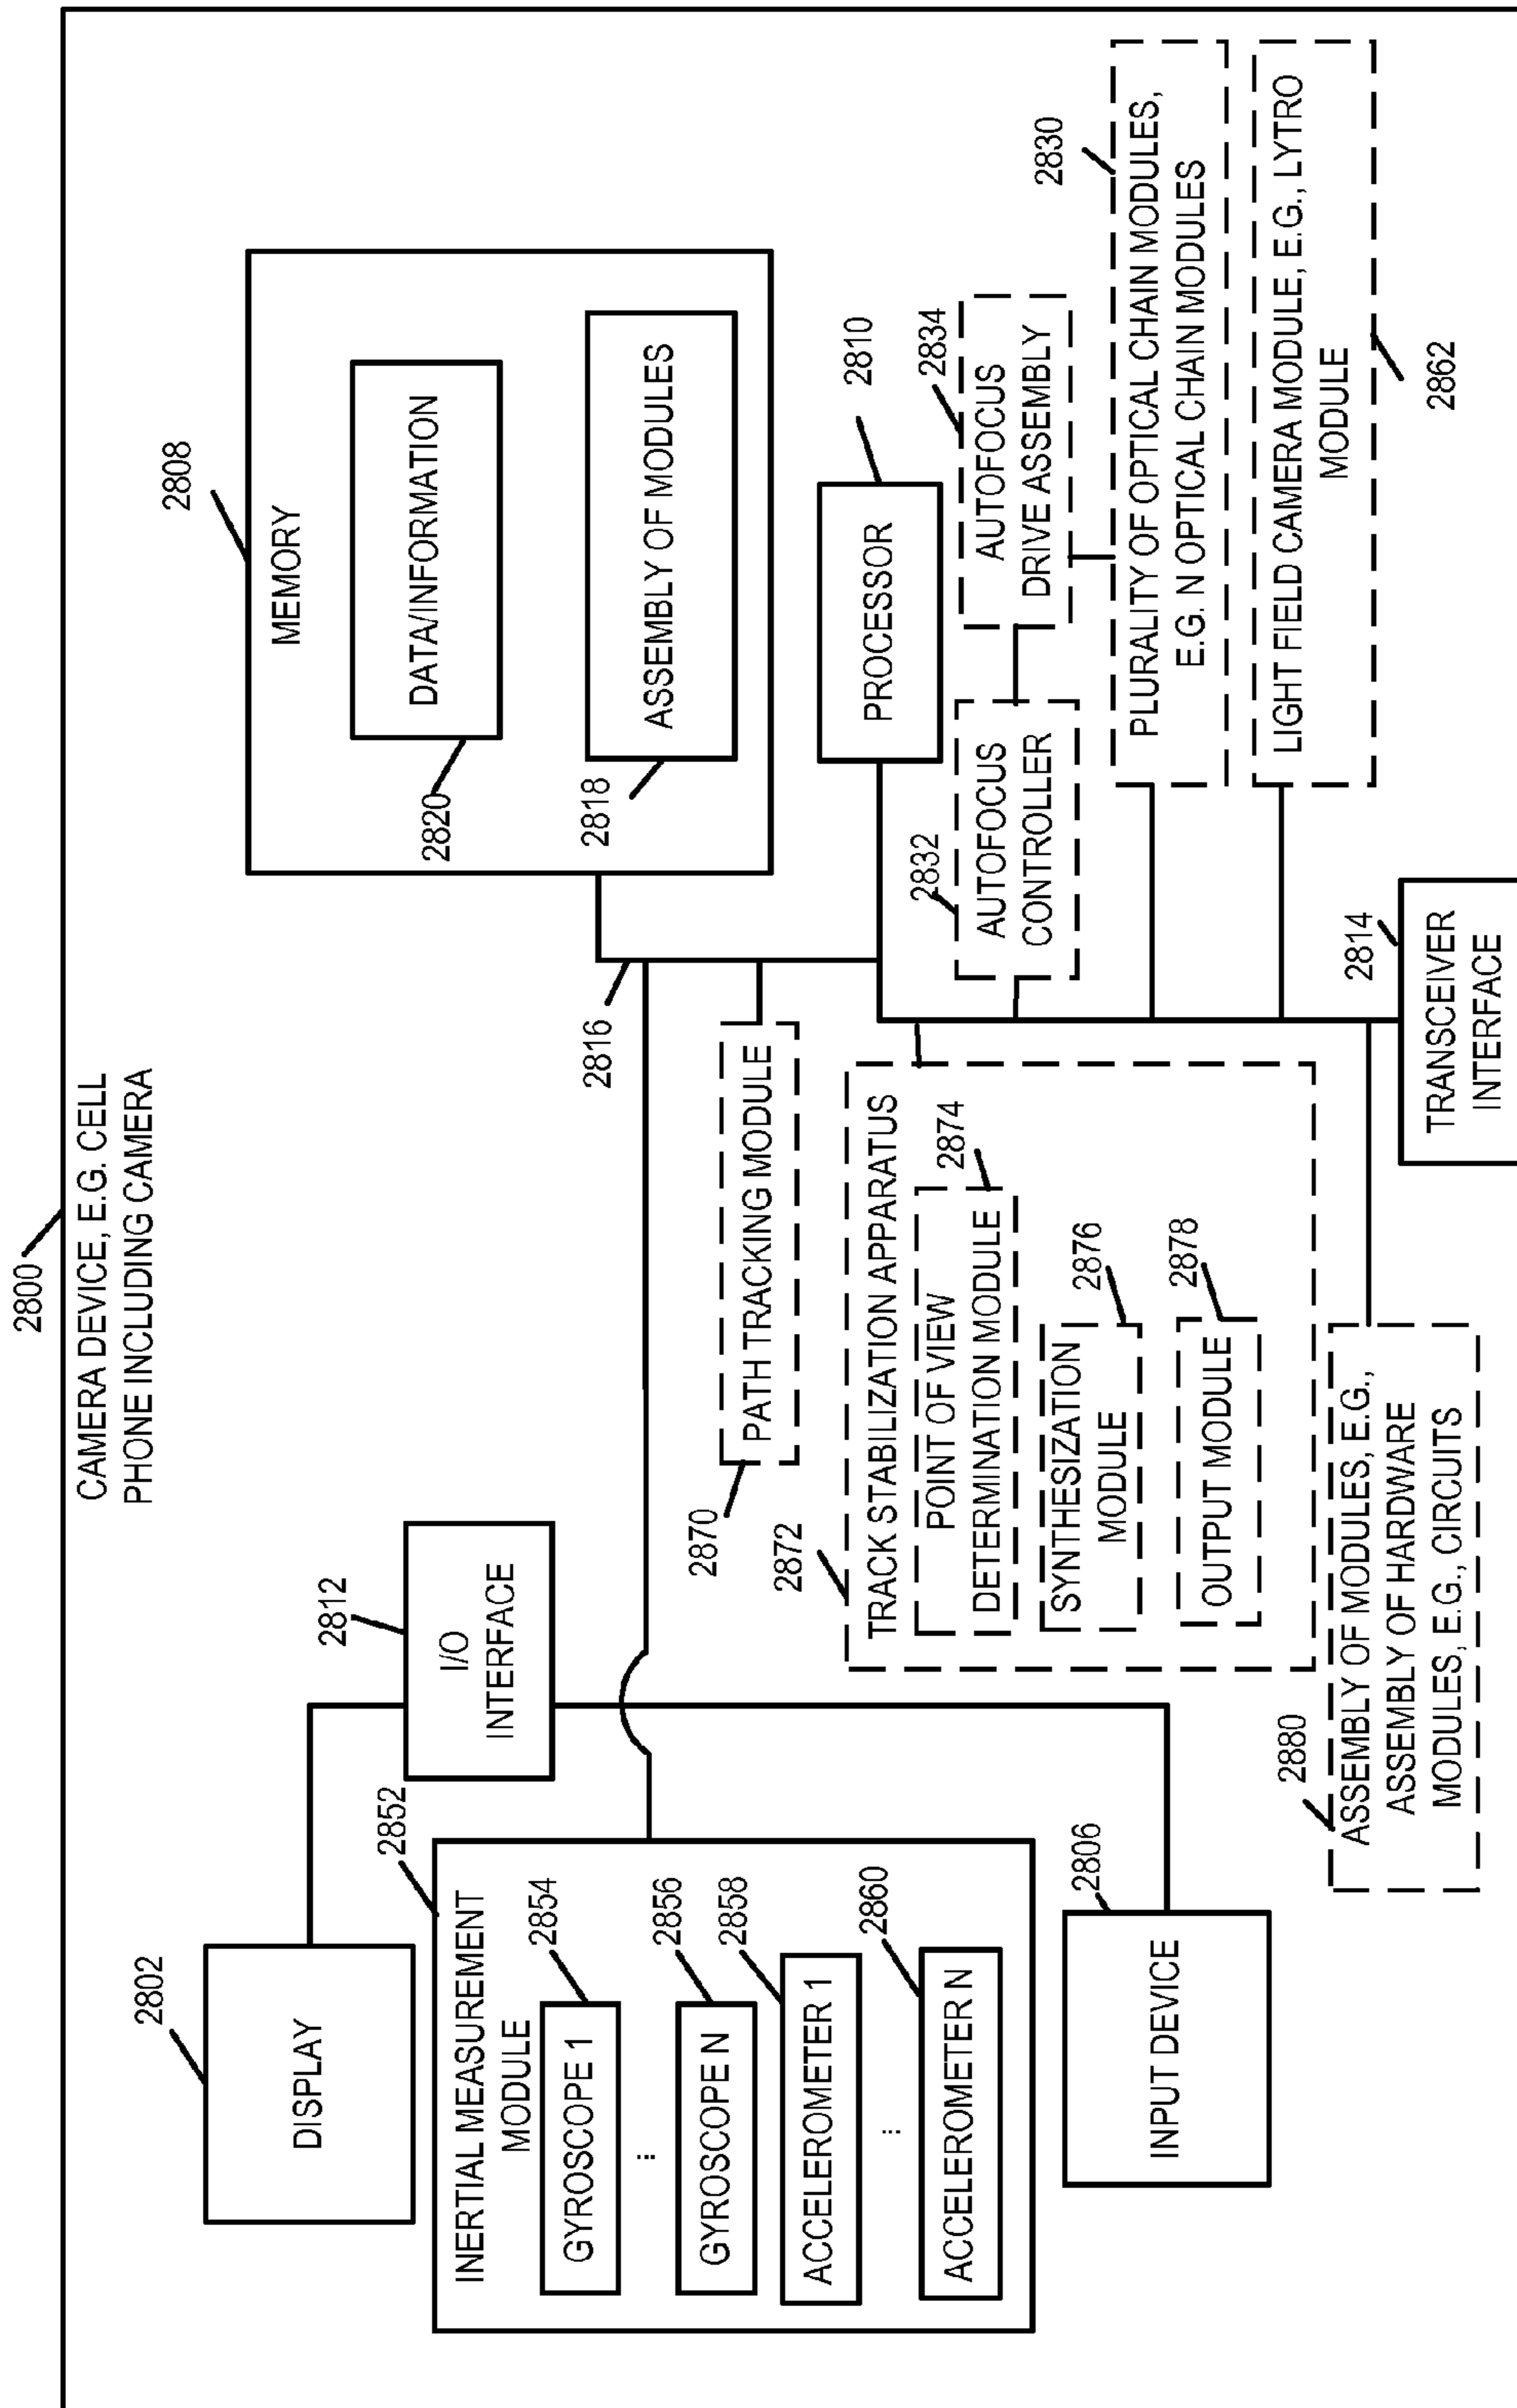 2800
CAMERA DEVICE, E.G. CELL
PHONE INCLUDING CAMERA
2802
DISPLAY
2812
I/O
INTERFACE
2808
MEMORY
DATA/INFORMATION
2820
ASSEMBLY OF MODULES
2818
2852
INERTIAL MEASUREMENT
MODULE
GYROSCOPE 1
2854
...
GYROSCOPE N
2856
ACCELEROMETER 1
2858
...
ACCELEROMETER N
2860
2806
INPUT DEVICE
2816
PATH TRACKING MODULE
2870
2872
TRACK STABILIZATION APPARATUS
POINT OF VIEW
DETERMINATION MODULE
2874
SYNTHESIZATION
MODULE
2876
OUTPUT MODULE
2878
2880
ASSEMBLY OF MODULES, E.G.,
ASSEMBLY OF HARDWARE
MODULES, E.G., CIRCUITS
PROCESSOR
2810
2832
AUTOFOCUS
CONTROLLER
AUTOFOCUS
DRIVE ASSEMBLY
2834
PLURALITY OF OPTICAL CHAIN MODULES,
E.G. N OPTICAL CHAIN MODULES
2830
LIGHT FIELD CAMERA MODULE, E.G., LYTRO
MODULE
2862
2814
TRANSCEIVER
INTERFACE